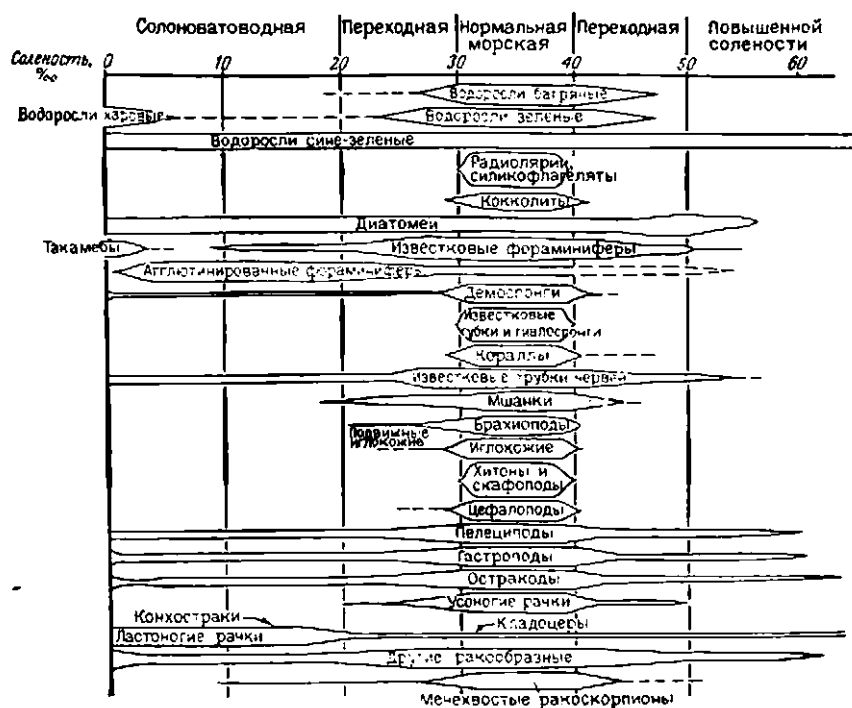 Солоноватоводная Переходная Нормальная морская Переходная Повышенной солености
Соленость, ‰ 0 10 20 30 40 50 60
Водоросли багряные
Водоросли харовые Водоросли зеленые
Водоросли сине-зеленые
Радиолярии,
силикофлагеляты
Кокколиты
Диатомеи
Такамебы Известковые фораминиферы
Агглютинированные фораминиферы
Демоспонги
Известковые
губки и гиалоспонги
Кораллы
Известковые трубки червей
Мшанки
Брахиоподы
Подвижные
иглокожие
Иглокожие
Хитоны и
скафоподы
Цефалоподы
Пелециподы
Гастроподы
Остракоды
Усоногие рачки
Конхостраки Кладоцеры
Ластоногие рачки
Другие ракообразные
Мечехвостые ракоскорпионы